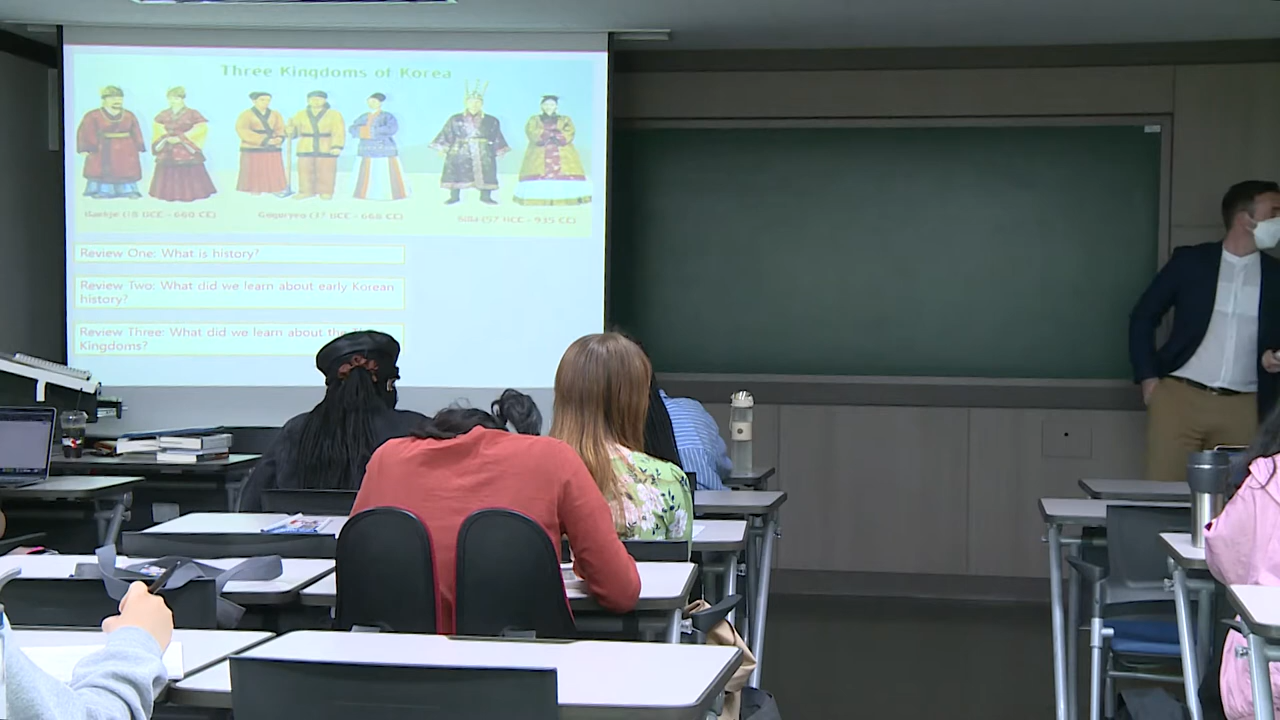 Three Kingdoms of Korea
Baekje (18 BCE - 660 CE) Goguryeo (37 BCE - 668 CE) Silla (57 BCE - 935 CE)
Review One: What is history?
Review Two: What did we learn about early Korean
history?
Review Three: What did we learn about the
Kingdoms?